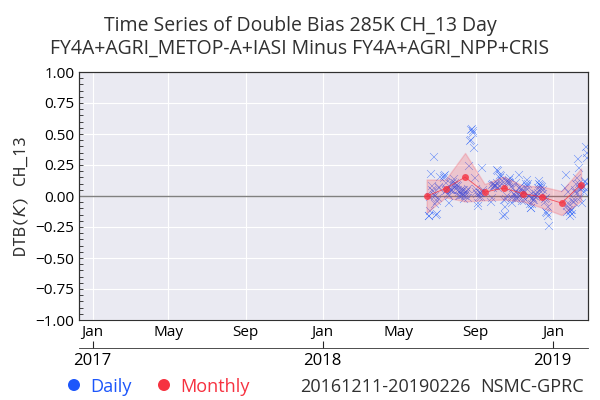 Time Series of Double Bias 285K CH_13 Day
FY4A+AGRI_METOP-A+IASI Minus FY4A+AGRI_NPP+CRIS
DTB(K) CH_13
1.00
0.75
0.50
0.25
0.00
−0.25
−0.50
−0.75
−1.00
Jan May Sep Jan May Sep Jan
2017 2018 2019
Daily Monthly 20161211-20190226 NSMC-GPRC